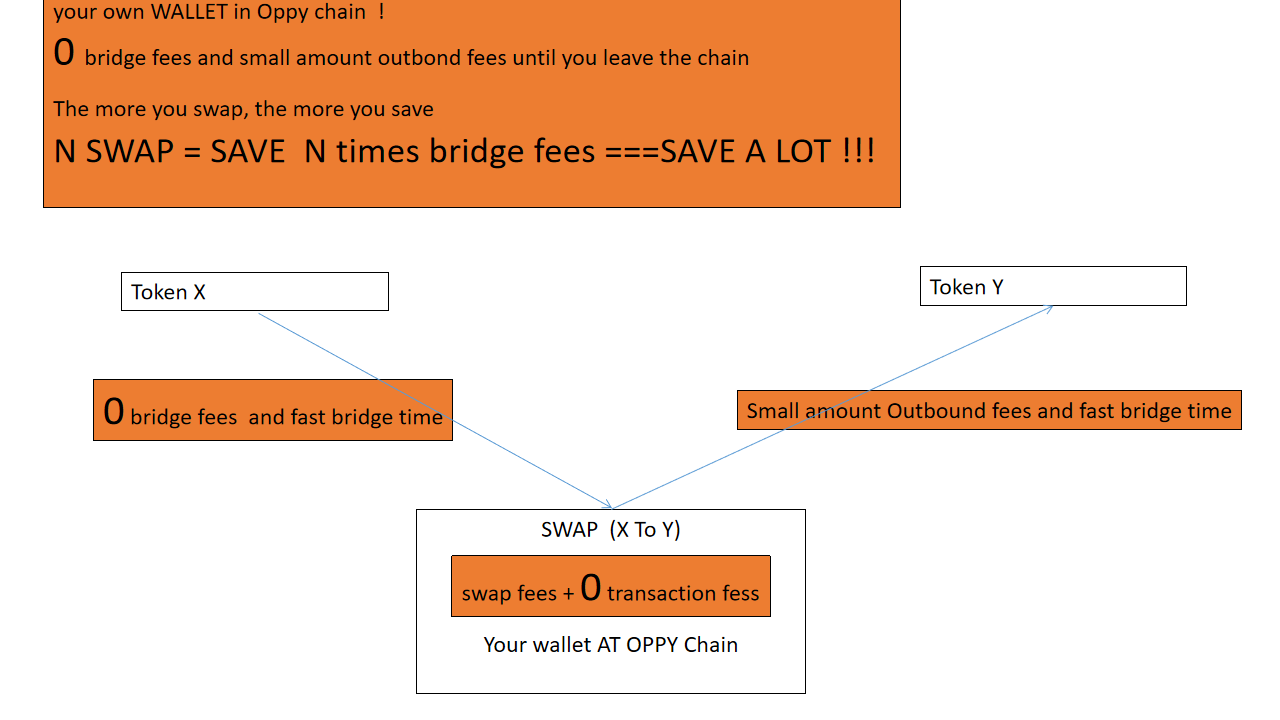 your own WALLET in Oppy chain !
0 bridge fees and small amount outbond fees until you leave the chain
The more you swap, the more you save
N SWAP = SAVE N times bridge fees ===SAVE A LOT !!!
Token X
Token Y
0 bridge fees and fast bridge time
Small amount Outbound fees and fast bridge time
SWAP (X To Y)
swap fees + 0 transaction fess
Your wallet AT OPPY Chain